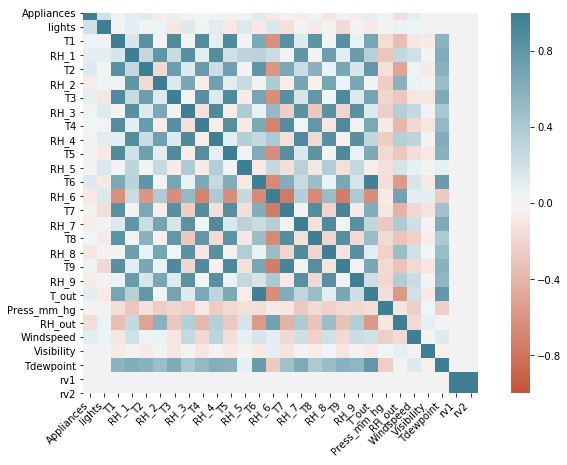 Appliances
lights
T1
RH_1
T2
RH_2
T3
RH_3
T4
RH_4
T5
RH_5
T6
RH_6
T7
RH_7
T8
RH_8
T9
RH_9
T_out
Press_mm_hg
RH_out
Windspeed
Visibility
Tdewpoint
rv1
rv2
Appliances
lights
T1
RH_1
T2
RH_2
T3
RH_3
T4
RH_4
T5
RH_5
T6
RH_6
T7
RH_7
T8
RH_8
T9
RH_9
T_out
Press_mm_hg
RH_out
Windspeed
Visibility
Tdewpoint
rv1
rv2
0.8
0.4
0.0
−0.4
−0.8